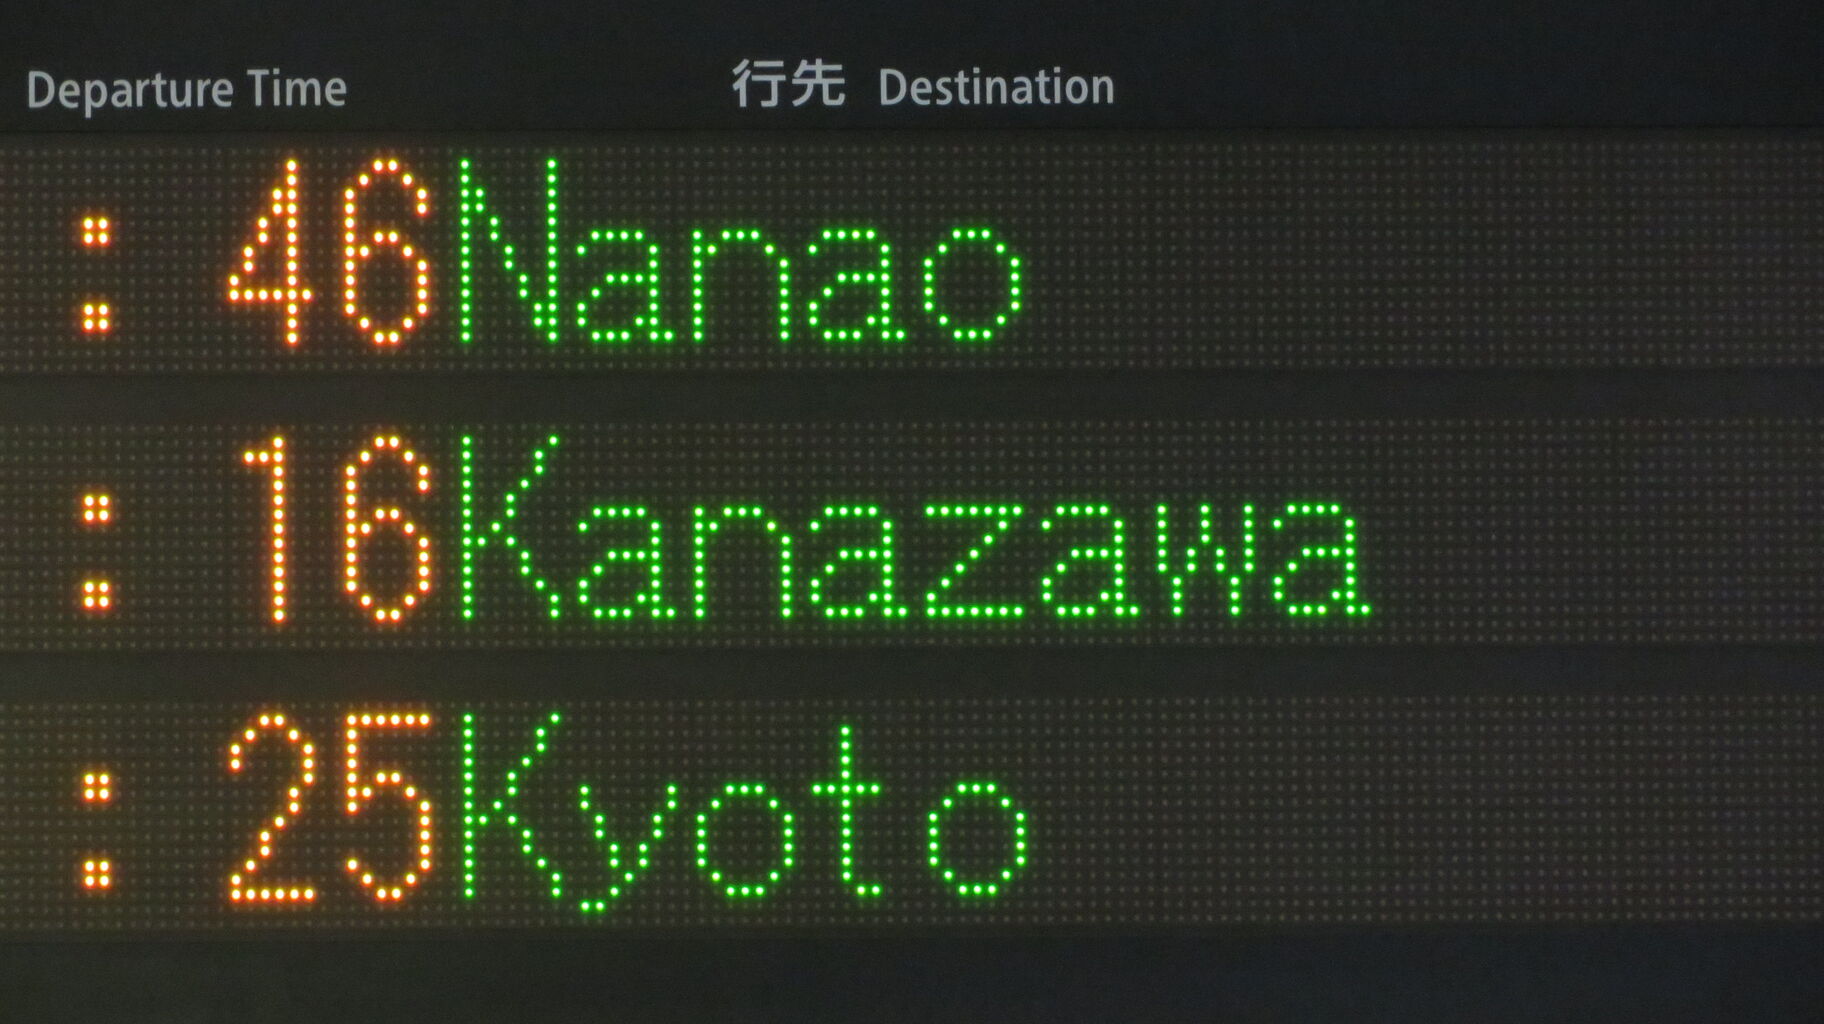 Departure Time 行先 Destination
:46 Nanao
:16 Kanazawa
:25 Kyoto